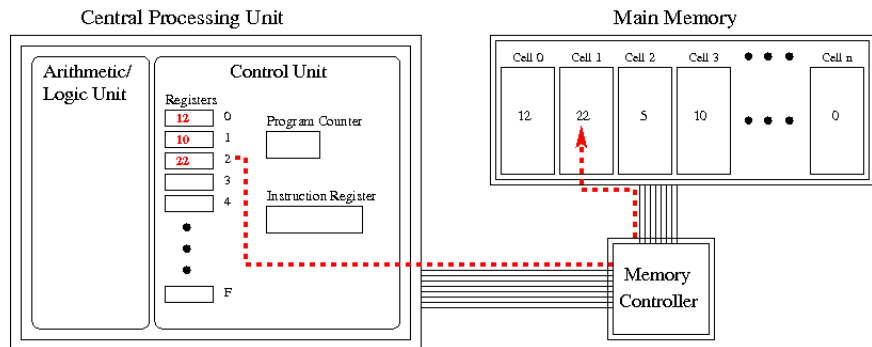 Central Processing Unit
Main Memory
Arithmetic/
Logic Unit
Control Unit
Registers
12 0
10 1
22 2
3
4
F
Program Counter
Instruction Register
Cell 0 Cell 1 Cell 2 Cell 3 Cell n
12 22 5 10 0
Memory
Controller